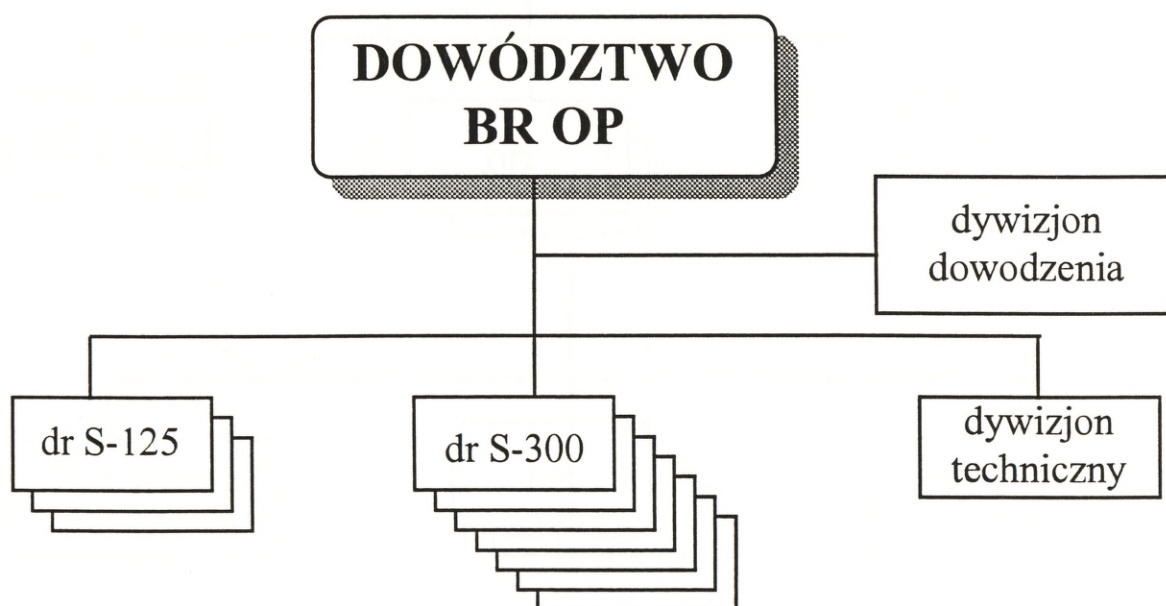 DOWÓDZTWO
BR OP
dywizjon
dowodzenia
dr S-125
dr S-300
dywizjon
techniczny